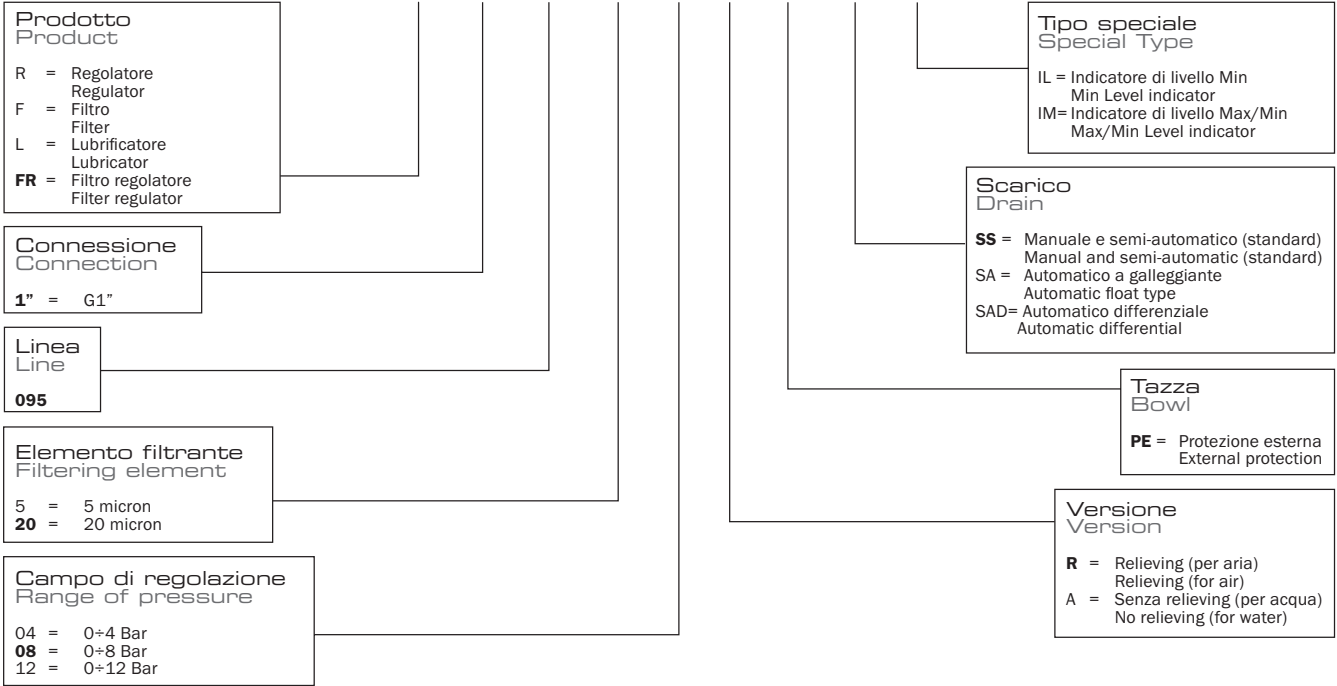 Prodotto
Product
R = Regolatore
Regulator
F = Filtro
Filter
L = Lubrificatore
Lubricator
FR = Filtro regolatore
Filter regulator
Connessione
Connection
1” = G1”
Linea
Line
095
Elemento filtrante
Filtering element
5 = 5 micron
20 = 20 micron
Campo di regolazione
Range of pressure
04 = 0÷4 Bar
08 = 0÷8 Bar
12 = 0÷12 Bar
Tipo speciale
Special Type
IL = Indicatore di livello Min
Min Level indicator
IM= Indicatore di livello Max/Min
Max/Min Level indicator
Scarico
Drain
SS = Manuale e semi-automatico (standard)
Manual and semi-automatic (standard)
SA = Automatico a galleggiante
Automatic float type
SAD= Automatico differenziale
Automatic differential
Tazza
Bowl
PE = Protezione esterna
External protection
Versione
Version
R = Relieving (per aria)
Relieving (for air)
A = Senza relieving (per acqua)
No relieving (for water)